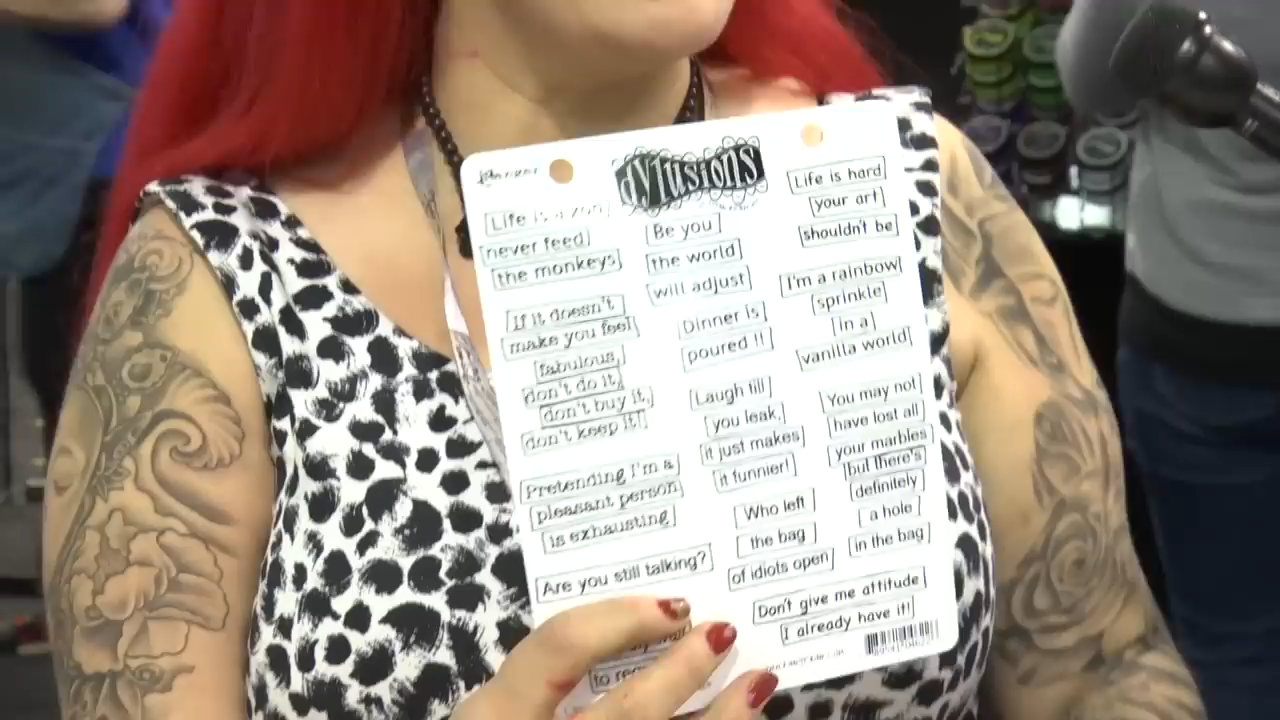 dylusions
Life is a zoo
never feed
the monkeys
If it doesn't
make you feel
fabulous,
don't do it,
don't buy it,
don't keep it!
Pretending I'm a
pleasant person
is exhausting
Are you still talking?
to
Be you
the world
will adjust
Dinner is
poured !!
Laugh till
you leak,
it just makes
it funnier!
Who left
the bag
of idiots open
Life is hard
your art
shouldn't be
I'm a rainbow
sprinkle
in a
vanilla world
You may not
have lost all
your marbles
but there's
definitely
a hole
in the bag
Don't give me attitude
I already have it!